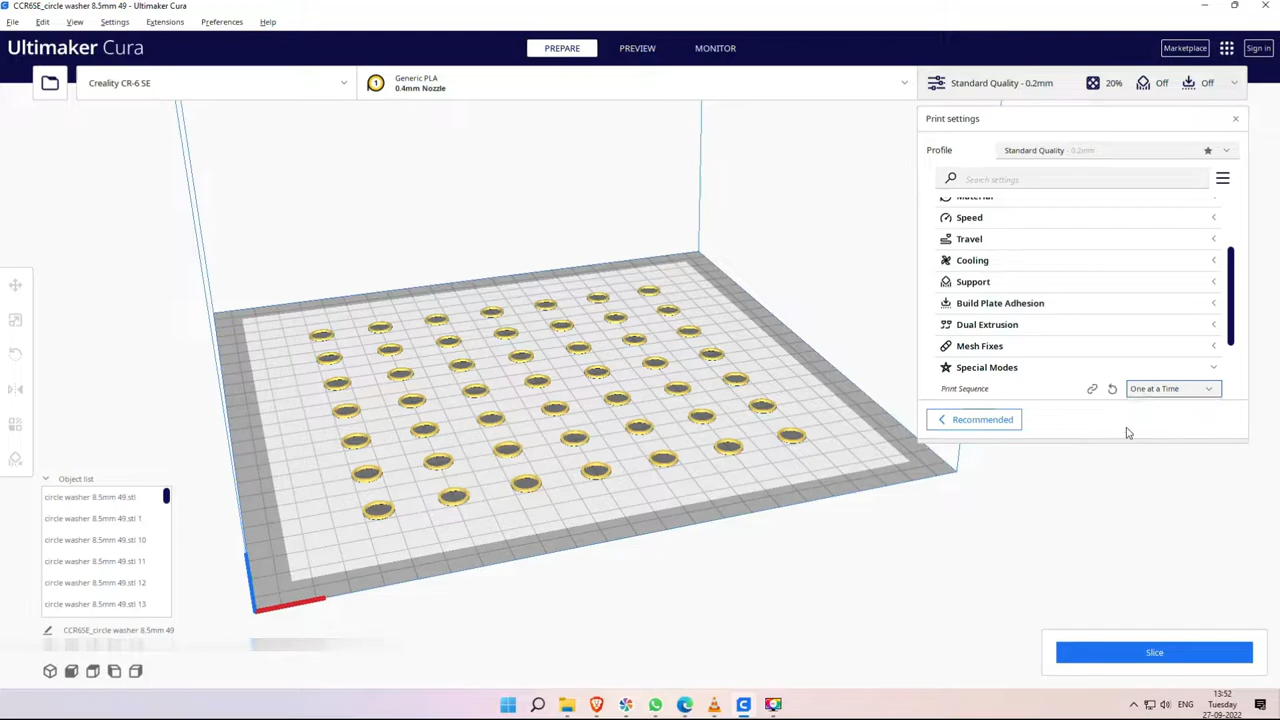 CCR6SE_circle washer 8.5mm 49 - Ultimaker Cura
File Edit View Settings Extensions Preferences Help
Ultimaker Cura
PREPARE PREVIEW MONITOR
Marketplace Sign in
Creality CR-6 SE
1 Generic PLA
0.4mm Nozzle
Standard Quality - 0.2mm 20% Off Off
Print settings
Profile Standard Quality - 0.2mm
Search settings
Material
Speed
Travel
Cooling
Support
Build Plate Adhesion
Dual Extrusion
Mesh Fixes
Special Modes
Print Sequence One at a Time
Recommended
Object list
circle washer 8.5mm 49.stl
circle washer 8.5mm 49.stl 1
circle washer 8.5mm 49.stl 10
circle washer 8.5mm 49.stl 11
circle washer 8.5mm 49.stl 12
circle washer 8.5mm 49.stl 13
CCR6SE_circle washer 8.5mm 49
Slice
ENG
13:52
Tuesday
27-09-2022